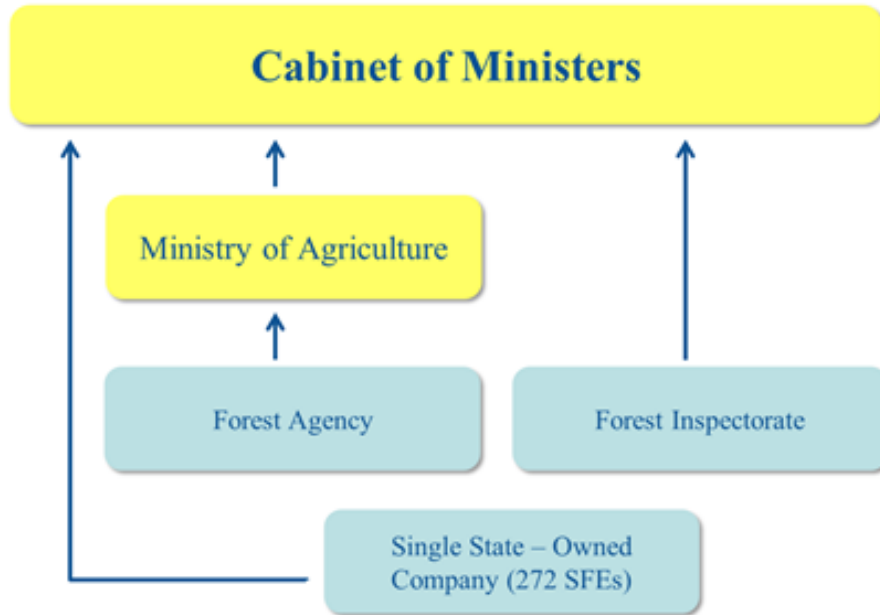 Cabinet of Ministers
Ministry of Agriculture
Forest Agency
Forest Inspectorate
Single State – Owned
Company (272 SFEs)